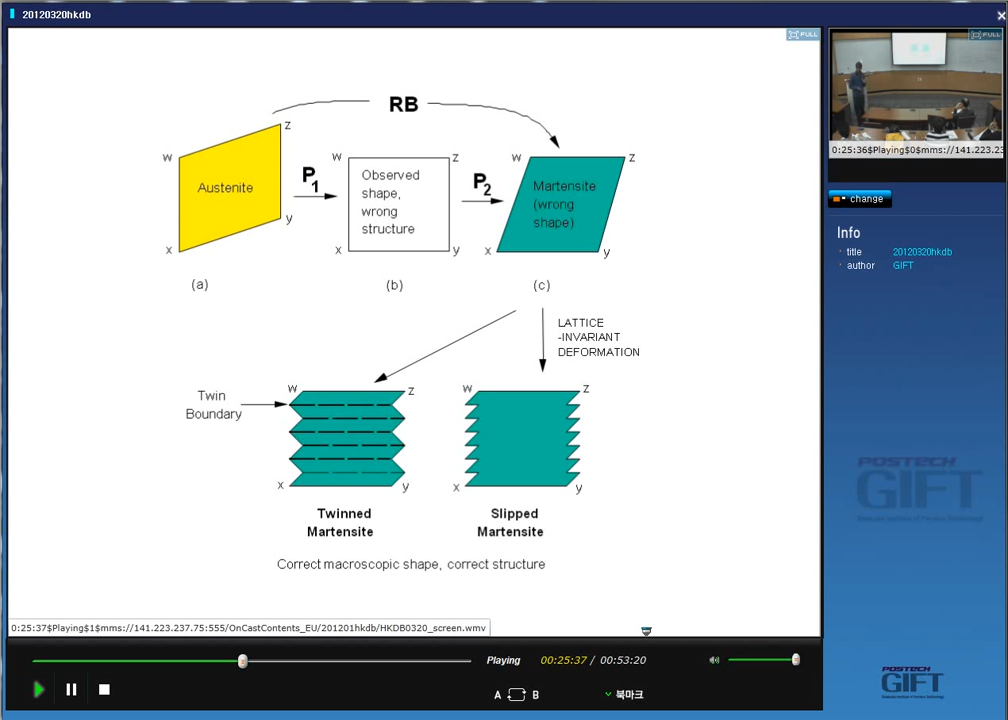 20120320hkdb
FULL
FULL
RB
z
w
w
z
w
z
Austenite
P1
Observed
shape,
wrong
structure
P2
Martensite
(wrong
shape)
x
y
x
y
x
y
(a)
(b)
(c)
LATTICE
-INVARIANT
DEFORMATION
Twin
Boundary
w
z
w
z
x
y
x
y
Twinned
Martensite
Slipped
Martensite
Correct macroscopic shape, correct structure
0:25:37$Playing$1$mms://141.223.237.75:555/OnCastContents_EU/201201hkdb/HKDB0320_screen.wmv
0:25:36$Playing$0$mms://141.223.23
change
Info
title 20120320hkdb
author GIFT
POSTECH
GIFT
Playing 00:25:37 / 00:53:20
A B 북마크
POSTECH
GIFT